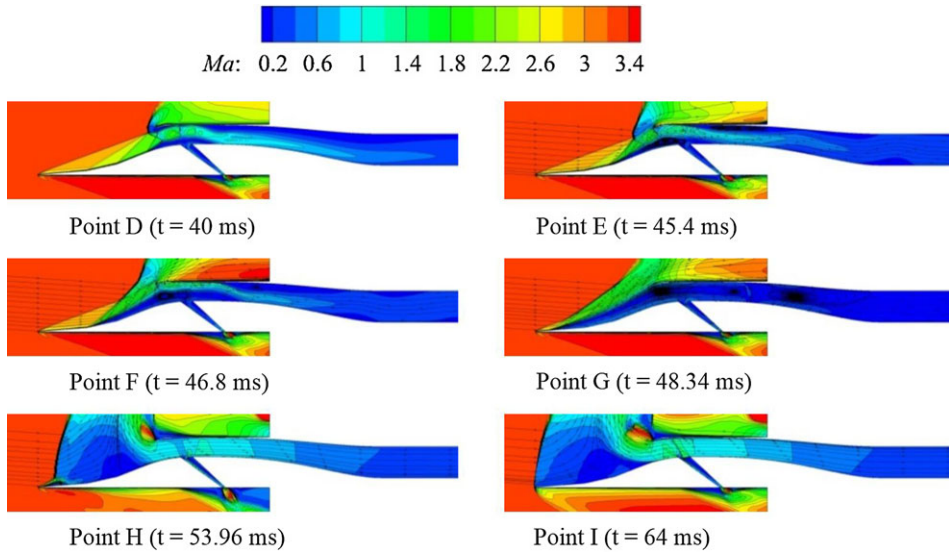 Ma: 0.2 0.6 1 1.4 1.8 2.2 2.6 3 3.4
Point D (t = 40 ms)
Point E (t = 45.4 ms)
Point F (t = 46.8 ms)
Point G (t = 48.34 ms)
Point H (t = 53.96 ms)
Point I (t = 64 ms)